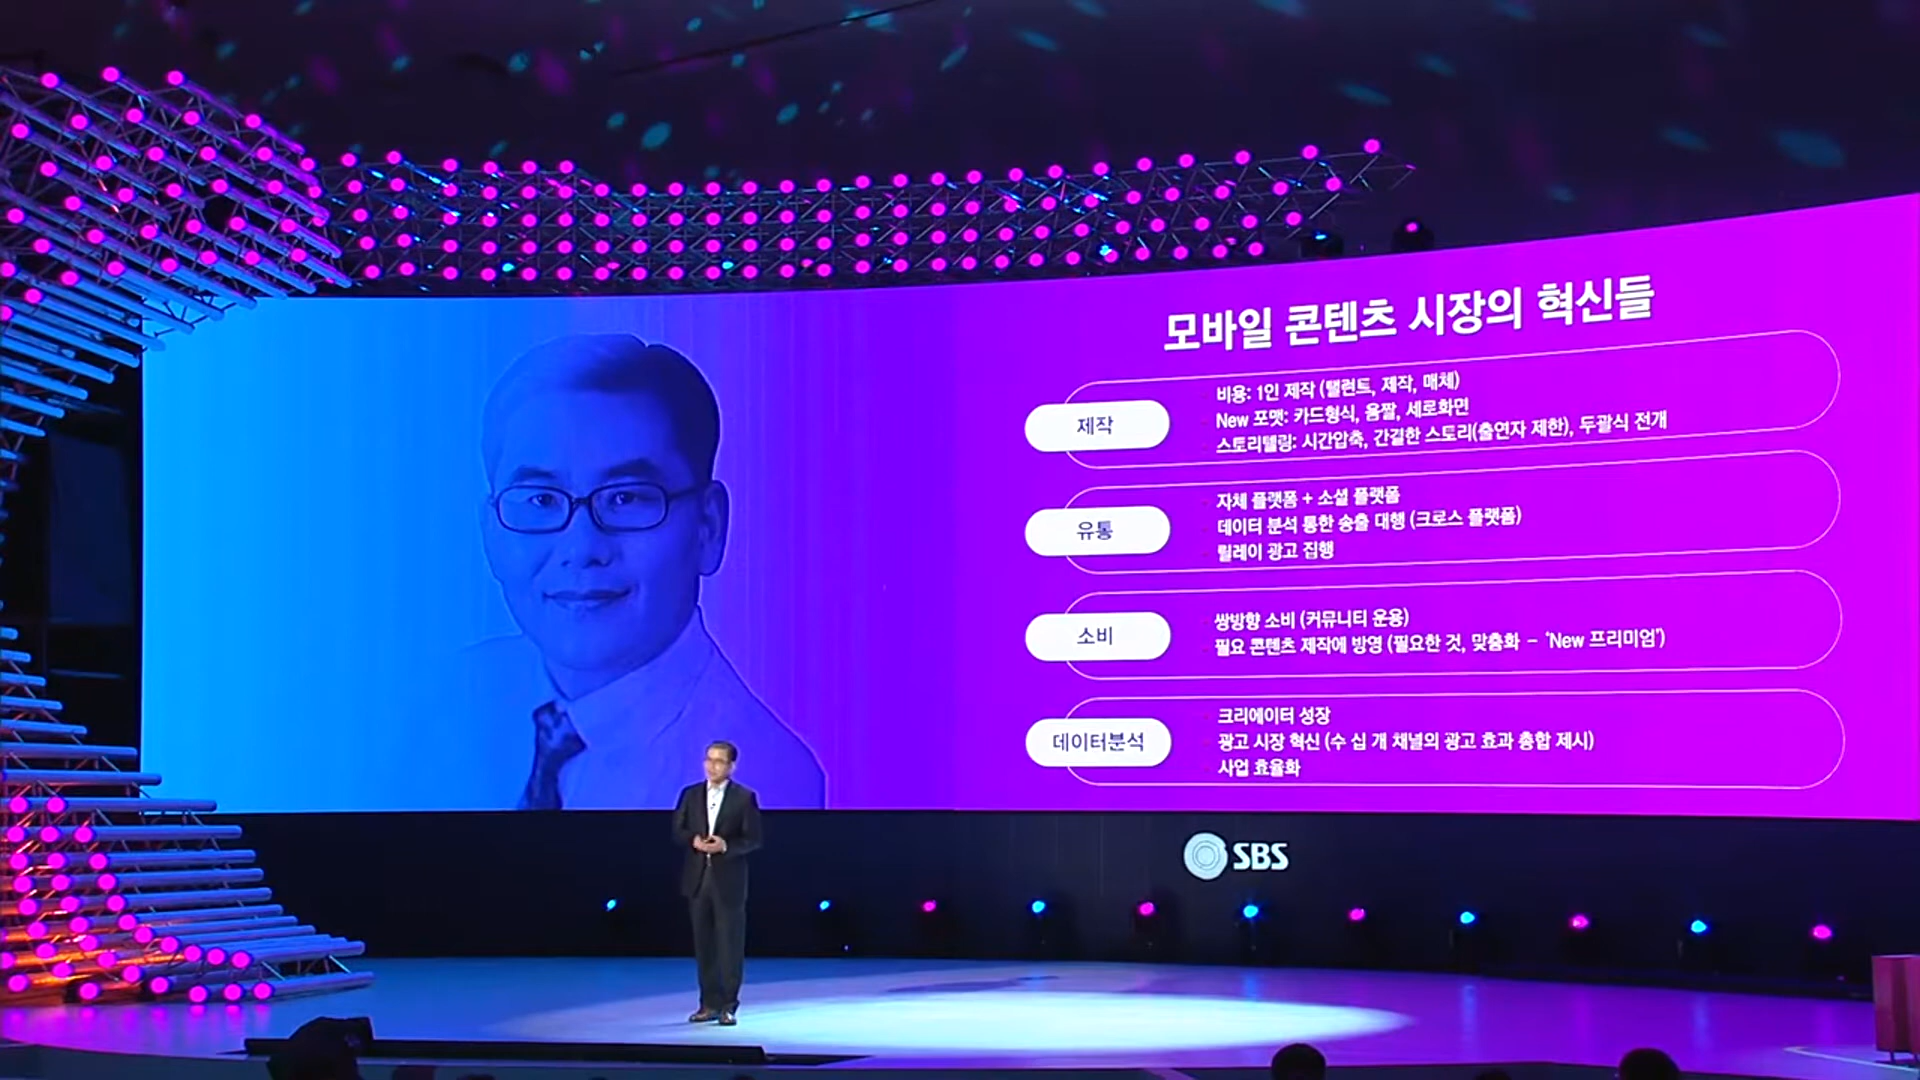 모바일 콘텐츠 시장의 혁신들
제작
비용: 1인 제작 (탤런트, 제작, 매체)
New 포맷: 카드형식, 움짤, 세로화면
스토리텔링: 시간압축, 간길한 스토리(출연자 제한), 두괄식 전개
유통
자체 플랫폼 + 소셜 플랫폼
데이터 분석 통한 송출 대행 (크로스 플랫폼)
릴레이 광고 집행
소비
쌍방향 소비 (커뮤니티 운용)
필요 콘텐츠 제작에 방영 (필요한 것, 맞춤화 - ‘New 프리미엄’)
데이터분석
크리에이터 성장
광고 시장 혁신 (수 십 개 채널의 광고 효과 총합 제시)
사업 효율화
SBS